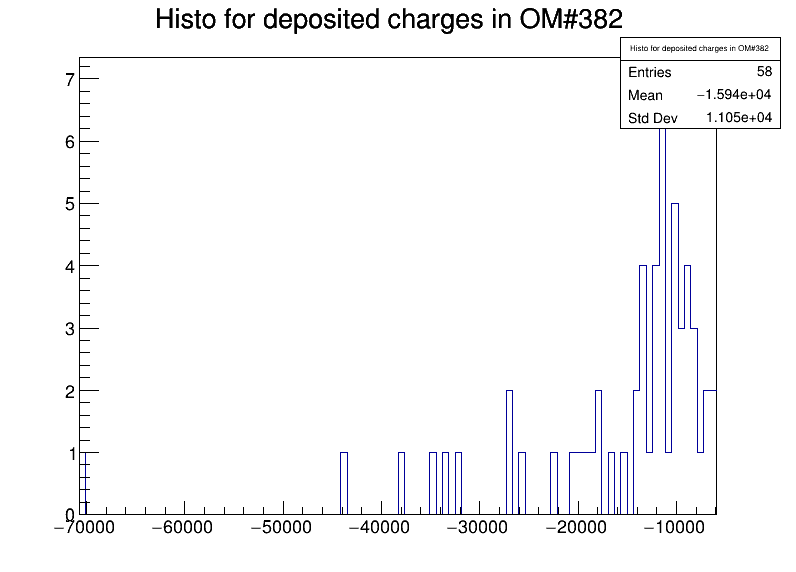 Histo for deposited charges in OM#382
Histo for deposited charges in OM#382
Entries 58
Mean −1.594e+04
Std Dev 1.105e+04
7
6
5
4
3
2
1
0
−70000 −60000 −50000 −40000 −30000 −20000 −10000